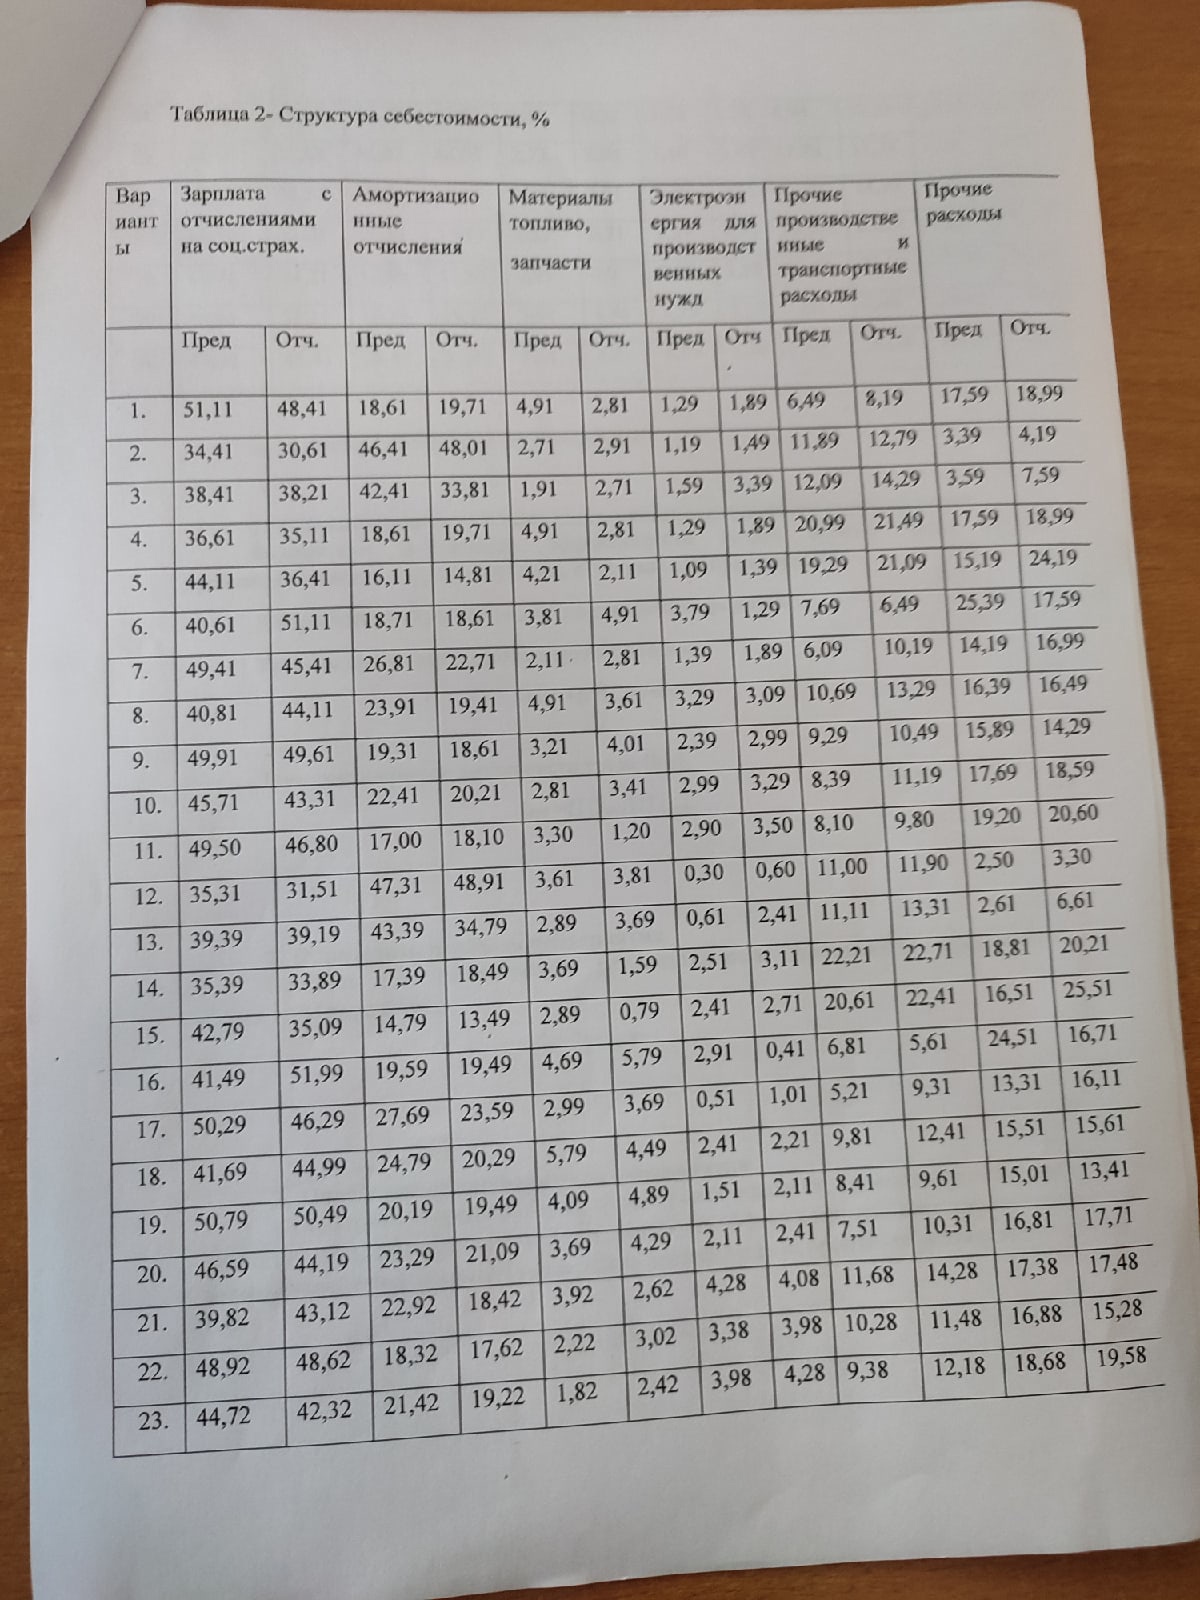 Таблица 2- Структура себестоимости, %
Вар
иант
ы
Зарплата с
отчислениями
на соц.страх.
Амортизацио
нные
отчисления
Материалы
топливо,
запчасти
Электроэн
ергия для
производст
венных
нужд
Прочие
производстве
нные и
транспортные
расходы
Прочие
расходы
Пред Отч. Пред Отч. Пред Отч. Пред Отч. Пред Отч. Пред Отч.
1. 51,11 48,41 18,61 19,71 4,91 2,81 1,29 1,89 6,49 8,19 17,59 18,99
2. 34,41 30,61 46,41 48,01 2,71 2,91 1,19 1,49 11,89 12,79 3,39 4,19
3. 38,41 38,21 42,41 33,81 1,91 2,71 1,59 3,39 12,09 14,29 3,59 7,59
4. 36,61 35,11 18,61 19,71 4,91 2,81 1,29 1,89 20,99 21,49 17,59 18,99
5. 44,11 36,41 16,11 14,81 4,21 2,11 1,09 1,39 19,29 21,09 15,19 24,19
6. 40,61 51,11 18,71 18,61 3,81 4,91 3,79 1,29 7,69 6,49 25,39 17,59
7. 49,41 45,41 26,81 22,71 2,11 2,81 1,39 1,89 6,09 10,19 14,19 16,99
8. 40,81 44,11 23,91 19,41 4,91 3,61 3,29 3,09 10,69 13,29 16,39 16,49
9. 49,91 49,61 19,31 18,61 3,21 4,01 2,39 2,99 9,29 10,49 15,89 14,29
10. 45,71 43,31 22,41 20,21 2,81 3,41 2,99 3,29 8,39 11,19 17,69 18,59
11. 49,50 46,80 17,00 18,10 3,30 1,20 2,90 3,50 8,10 9,80 19,20 20,60
12. 35,31 31,51 47,31 48,91 3,61 3,81 0,30 0,60 11,00 11,90 2,50 3,30
13. 39,39 39,19 43,39 34,79 2,89 3,69 0,61 2,41 11,11 13,31 2,61 6,61
14. 35,39 33,89 17,39 18,49 3,69 1,59 2,51 3,11 22,21 22,71 18,81 20,21
15. 42,79 35,09 14,79 13,49 2,89 0,79 2,41 2,71 20,61 22,41 16,51 25,51
16. 41,49 51,99 19,59 19,49 4,69 5,79 2,91 0,41 6,81 5,61 24,51 16,71
17. 50,29 46,29 27,69 23,59 2,99 3,69 0,51 1,01 5,21 9,31 13,31 16,11
18. 41,69 44,99 24,79 20,29 5,79 4,49 2,41 2,21 9,81 12,41 15,51 15,61
19. 50,79 50,49 20,19 19,49 4,09 4,89 1,51 2,11 8,41 9,61 15,01 13,41
20. 46,59 44,19 23,29 21,09 3,69 4,29 2,11 2,41 7,51 10,31 16,81 17,71
21. 39,82 43,12 22,92 18,42 3,92 2,62 4,28 4,08 11,68 14,28 17,38 17,48
22. 48,92 48,62 18,32 17,62 2,22 3,02 3,38 3,98 10,28 11,48 16,88 15,28
23. 44,72 42,32 21,42 19,22 1,82 2,42 3,98 4,28 9,38 12,18 18,68 19,58